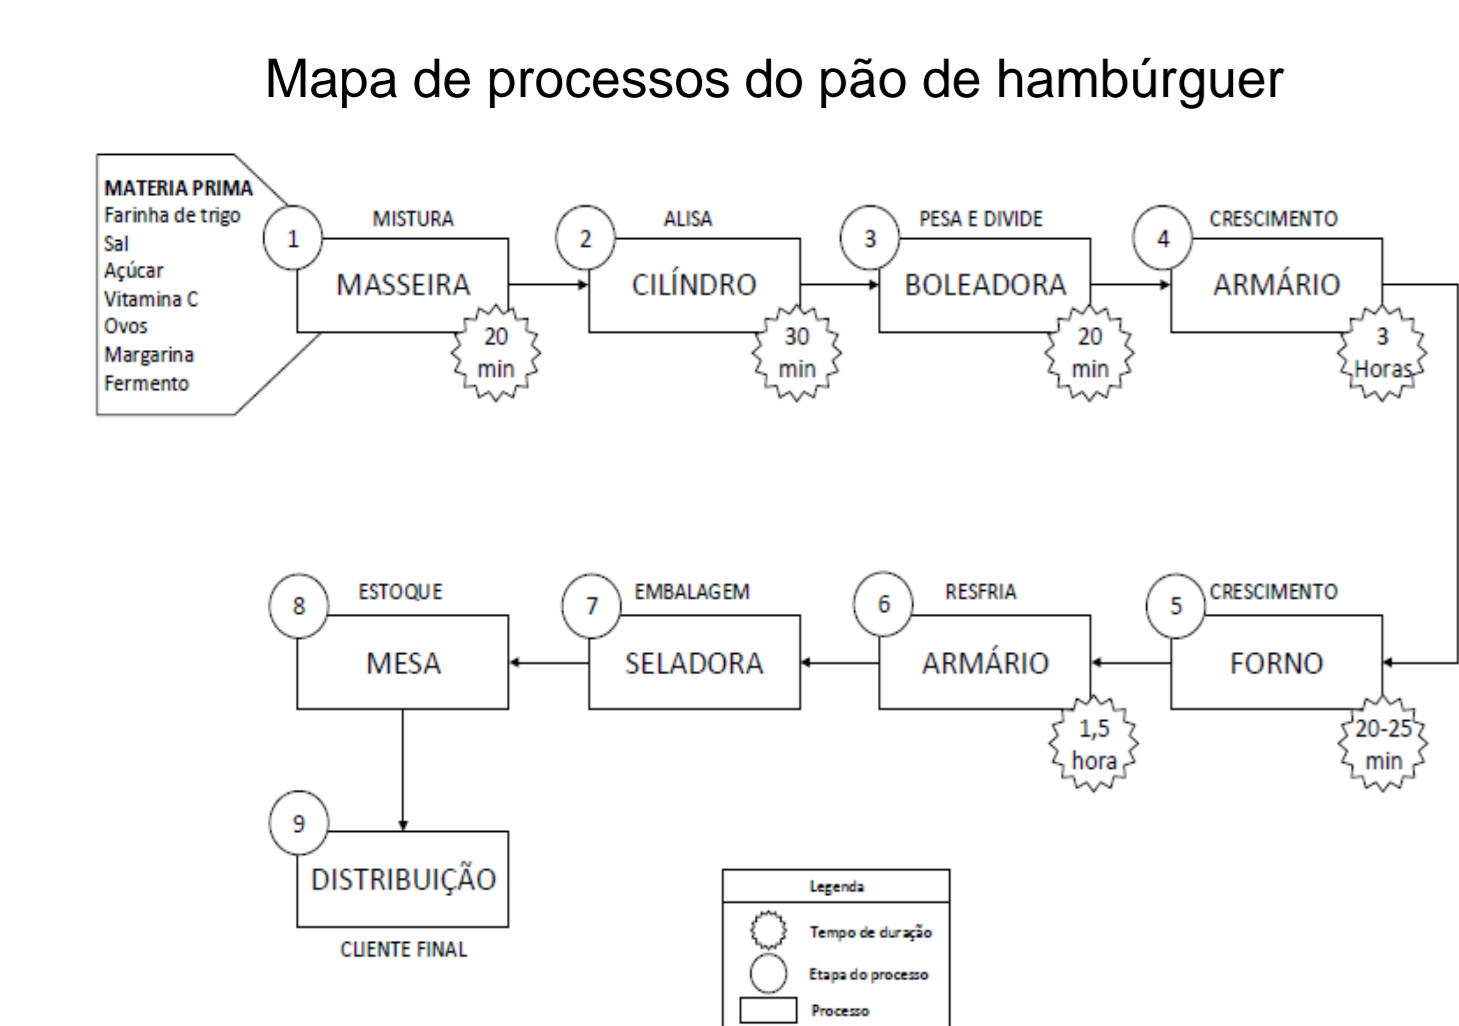 Mapa de processos do pão de hambúrguer
MATERIA PRIMA
Farinha de trigo
Sal
Açúcar
Vitamina C
Ovos
Margarina
Fermento
1
MISTURA
MASSEIRA
20
min
2
ALISA
CILÍNDRO
30
min
3
PESA E DIVIDE
BOLEADORA
20
min
4
CRESCIMENTO
ARMÁRIO
3
Horas
5
CRESCIMENTO
FORNO
20-25
min
6
RESFRIA
ARMÁRIO
1,5
hora
7
EMBALAGEM
SELADORA
8
ESTOQUE
MESA
9
DISTRIBUIÇÃO
CLIENTE FINAL
Legenda
Tempo de duração
Etapa do processo
Processo